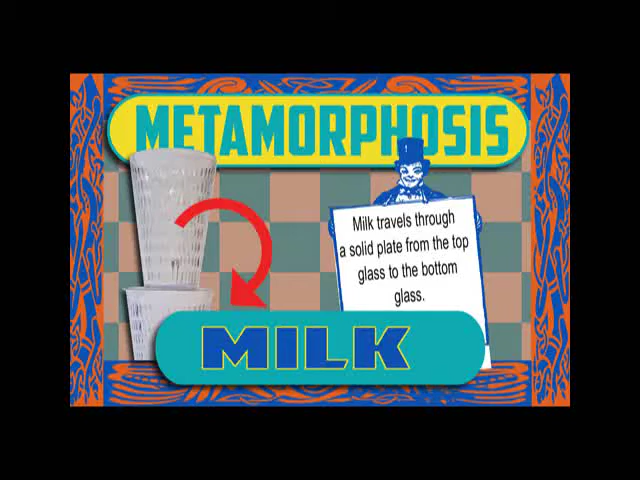 METAMORPHOSIS
Milk travels through
a solid plate from the top
glass to the bottom
glass.
MILK